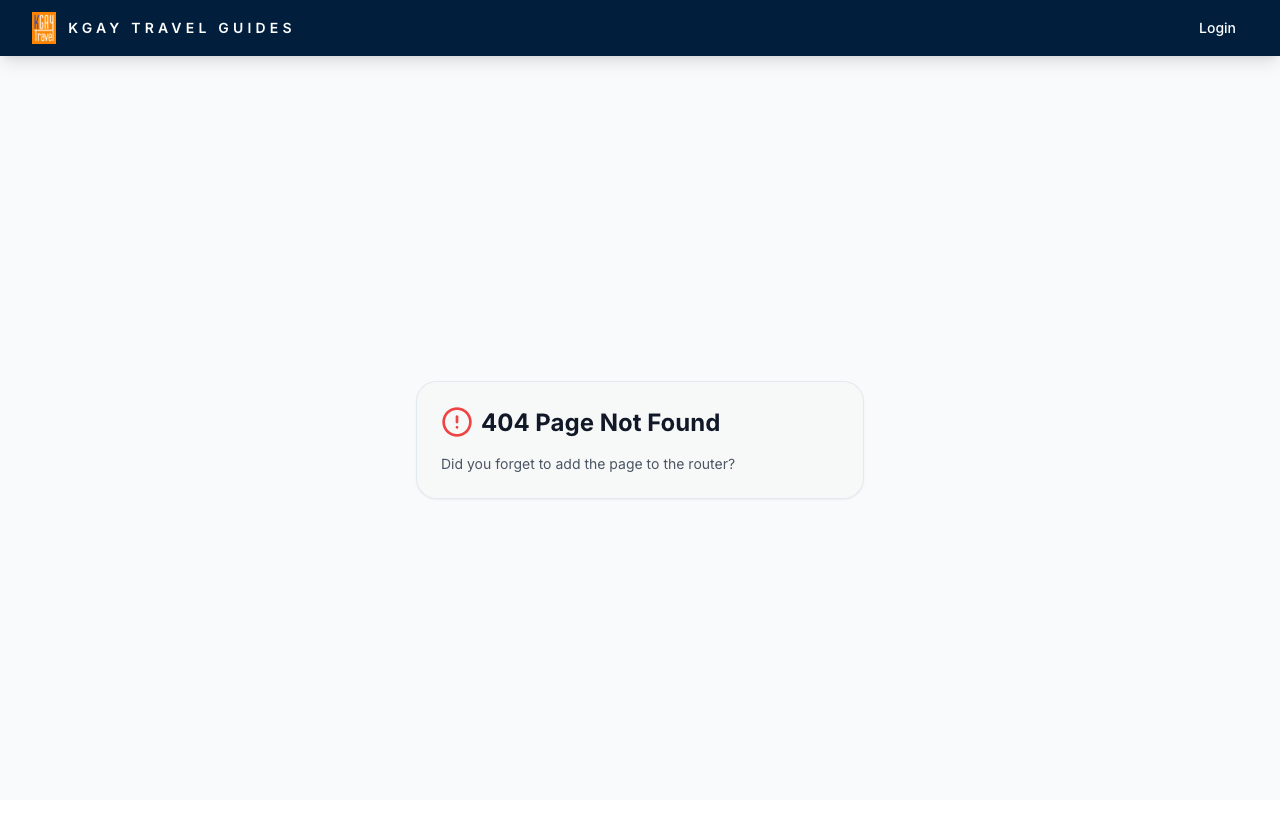 KGAY Travel
KGAY TRAVEL GUIDES
Login
404 Page Not Found
Did you forget to add the page to the router?